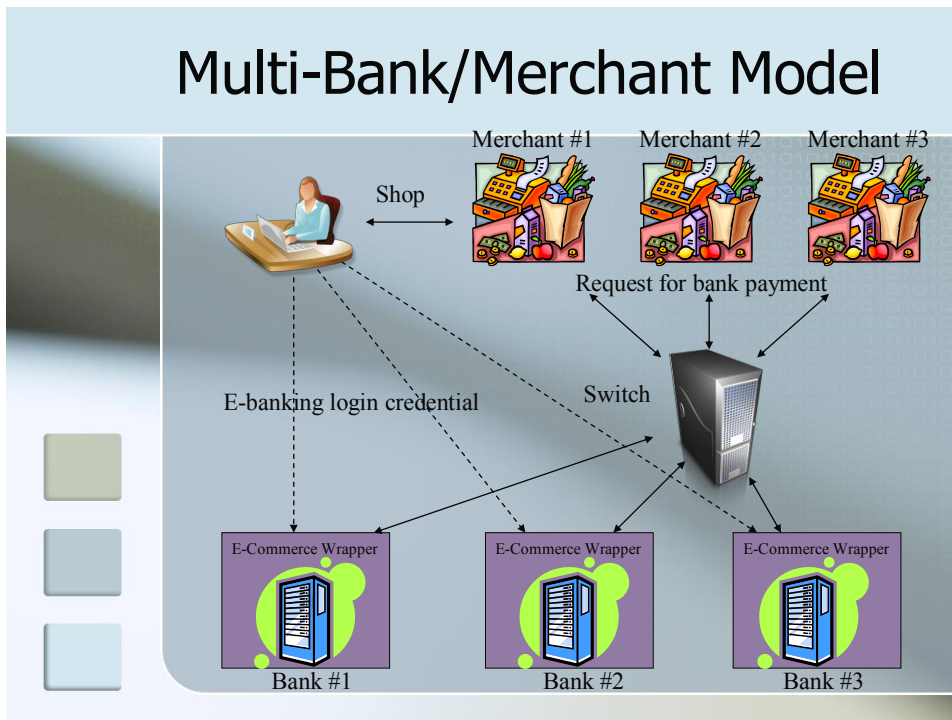 Multi-Bank/Merchant Model
Merchant #1
Merchant #2
Merchant #3
Shop
Request for bank payment
E-banking login credential
Switch
E-Commerce Wrapper
E-Commerce Wrapper
E-Commerce Wrapper
Bank #1
Bank #2
Bank #3